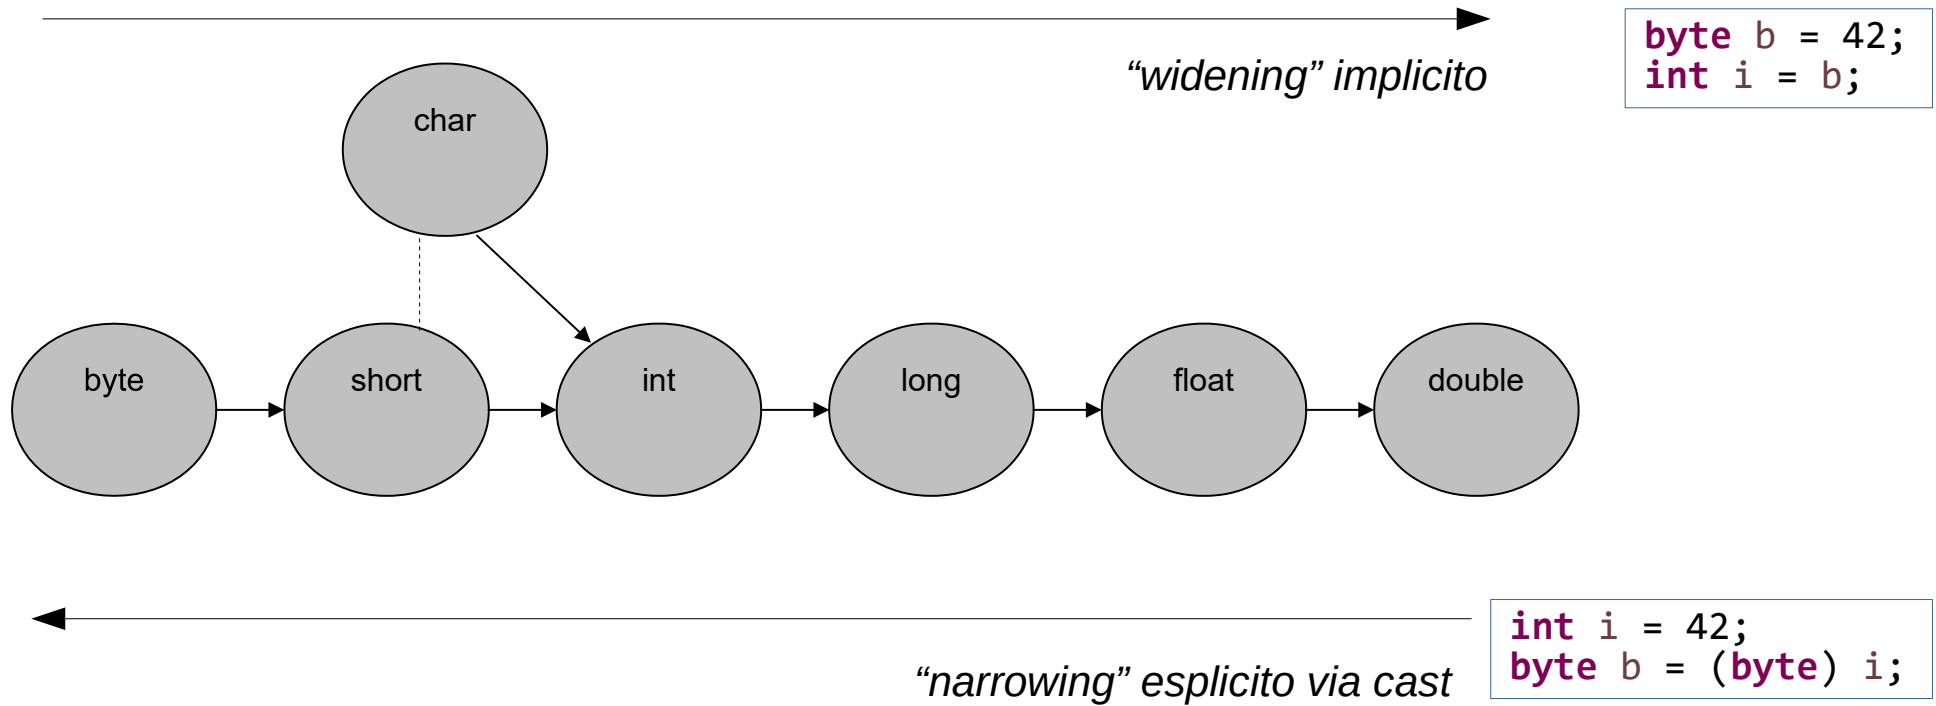 byte b = 42;
int i = b;
“widening” implicito
char
byte
short
int
long
float
double
int i = 42;
byte b = (byte) i;
“narrowing” esplicito via cast